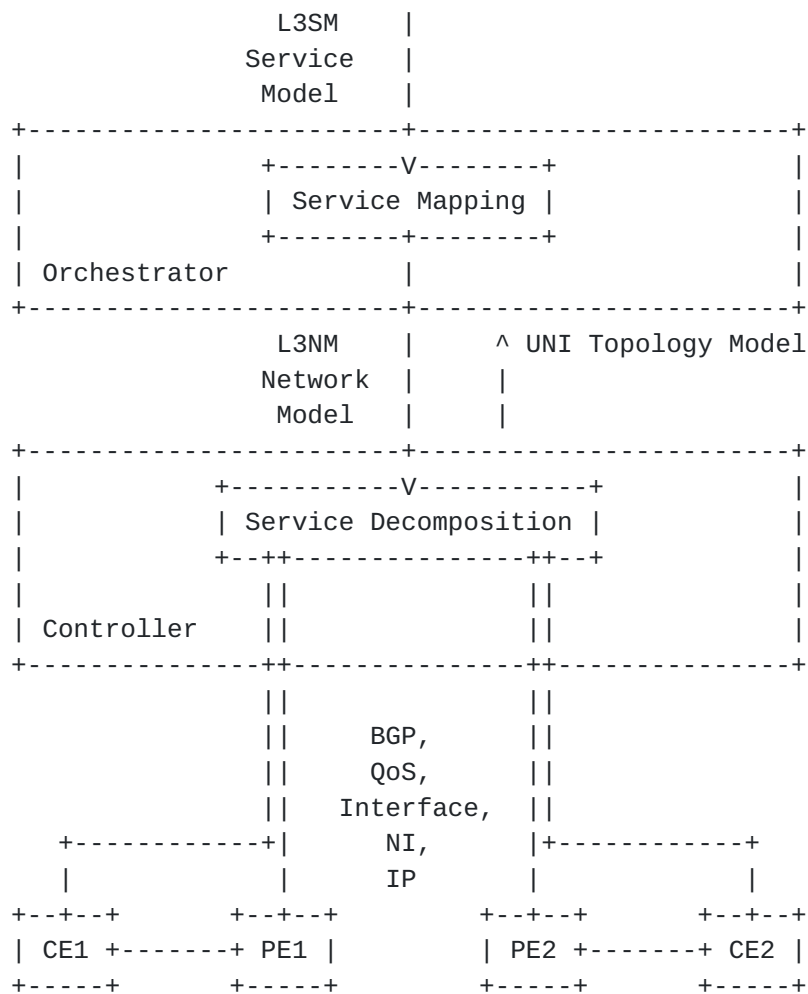 L3SM
Service
Model
V
Service Mapping
Orchestrator
L3NM ^ UNI Topology Model
Network
Model
V
Service Decomposition
Controller
BGP,
QoS,
Interface,
NI,
IP
CE1 PE1 PE2 CE2